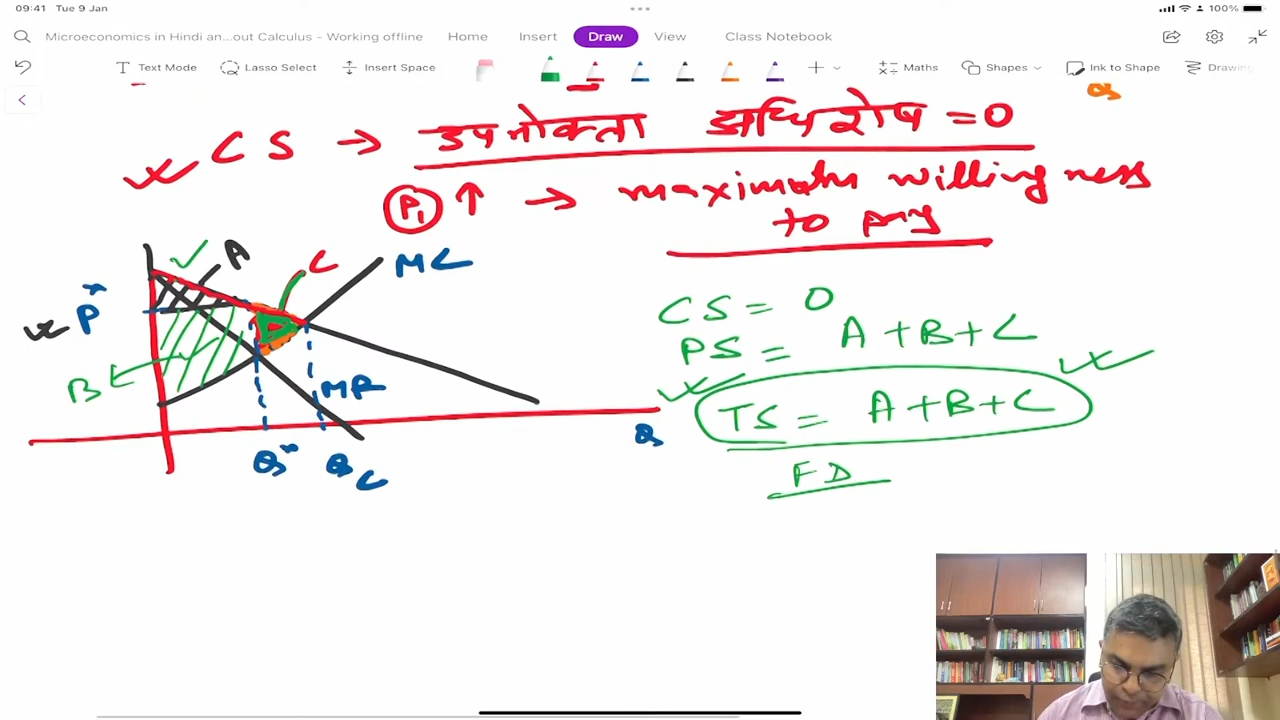 09:41 Tue 9 Jan
100%
Microeconomics in Hindi an...out Calculus - Working offline
Home
Insert
Draw
View
Class Notebook
Text Mode
Lasso Select
Insert Space
Maths
Shapes
Ink to Shape
Drawing
CS → उपभोक्ता अधिशेष = 0
P₁ ↑ → maximum willingness
to pay
A
C
MC
P*
B
MR
Q*
Qc
Q
CS = 0
PS = A+B+C
TS = A+B+C
FD